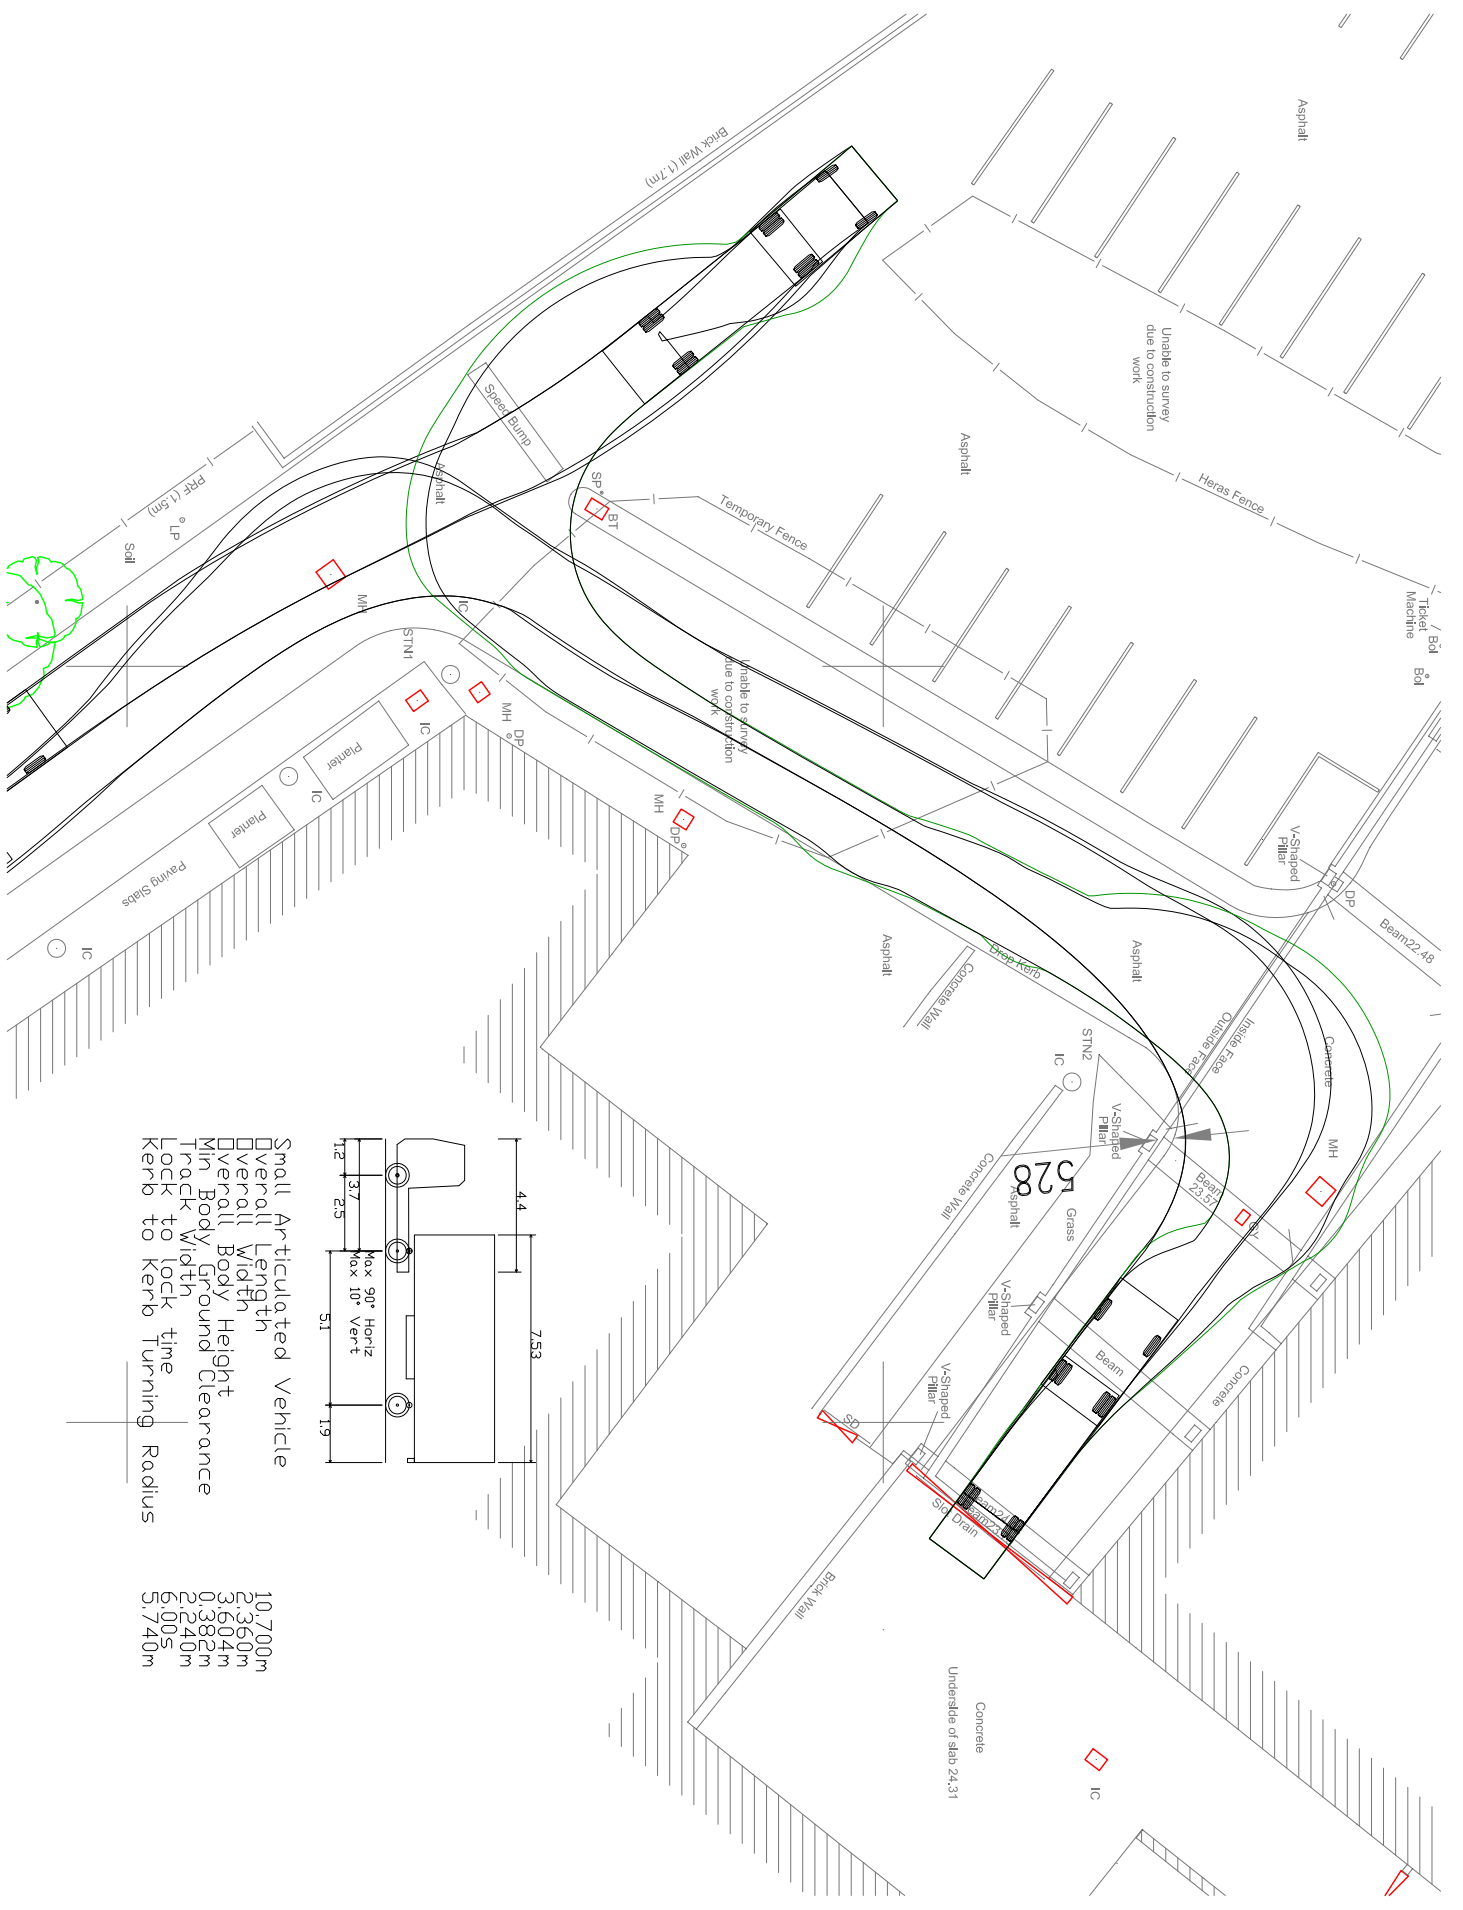 Asphalt
Brick Wall (1.7m)
Unable to survey
due to construction
work
Asphalt
Heras Fence
Speed Bump
Asphalt
SP
BT
Temporary Fence
PRF (1.5m)
LP
Soil
MH
IC
STN1
Ticket
Machine
Bol
Bol
Unable to survey
due to construction
work
MH
DP
IC
Planter
IC
Planter
MH
DP
Paving Slabs
IC
V-Shaped
Pillar
DP
Beam22.48
Asphalt
Asphalt
Drop Kerb
Concrete Wall
Outside Face
Inside Face
Concrete
STN2
IC
V-Shaped
Pillar
MH
528
Beam
23.57
GY
Concrete Wall
Asphalt
Grass
V-Shaped
Pillar
Beam
Concrete
V-Shaped
Pillar
SD
Slot Drain
Brick Wall
Concrete
Underside of slab 24.31
IC
4.4
7.53
1.2
3.7
2.5
5.1
1.9
Max 90° Horiz
Max 10° Vert
Small Articulated Vehicle
Overall Length 10.700m
Overall Width 2.360m
Overall Body Height 3.604m
Min Body Ground Clearance 0.382m
Track Width 2.240m
Lock to lock time 6.00s
Kerb to Kerb Turning Radius 5.740m